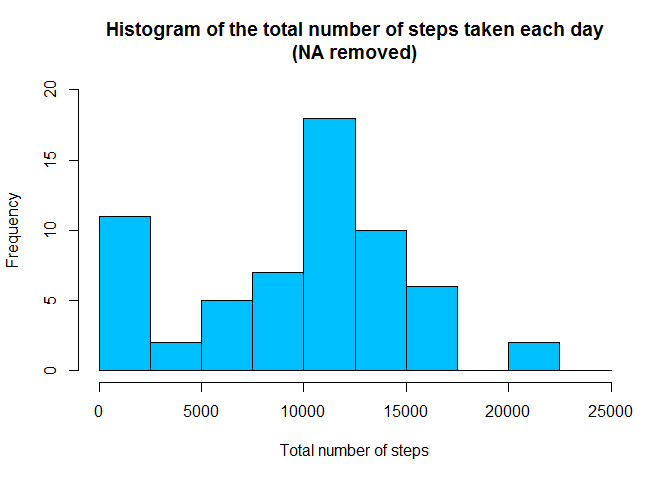 Histogram of the total number of steps taken each day
(NA removed)
20
15
10
5
0
Frequency
0 5000 10000 15000 20000 25000
Total number of steps